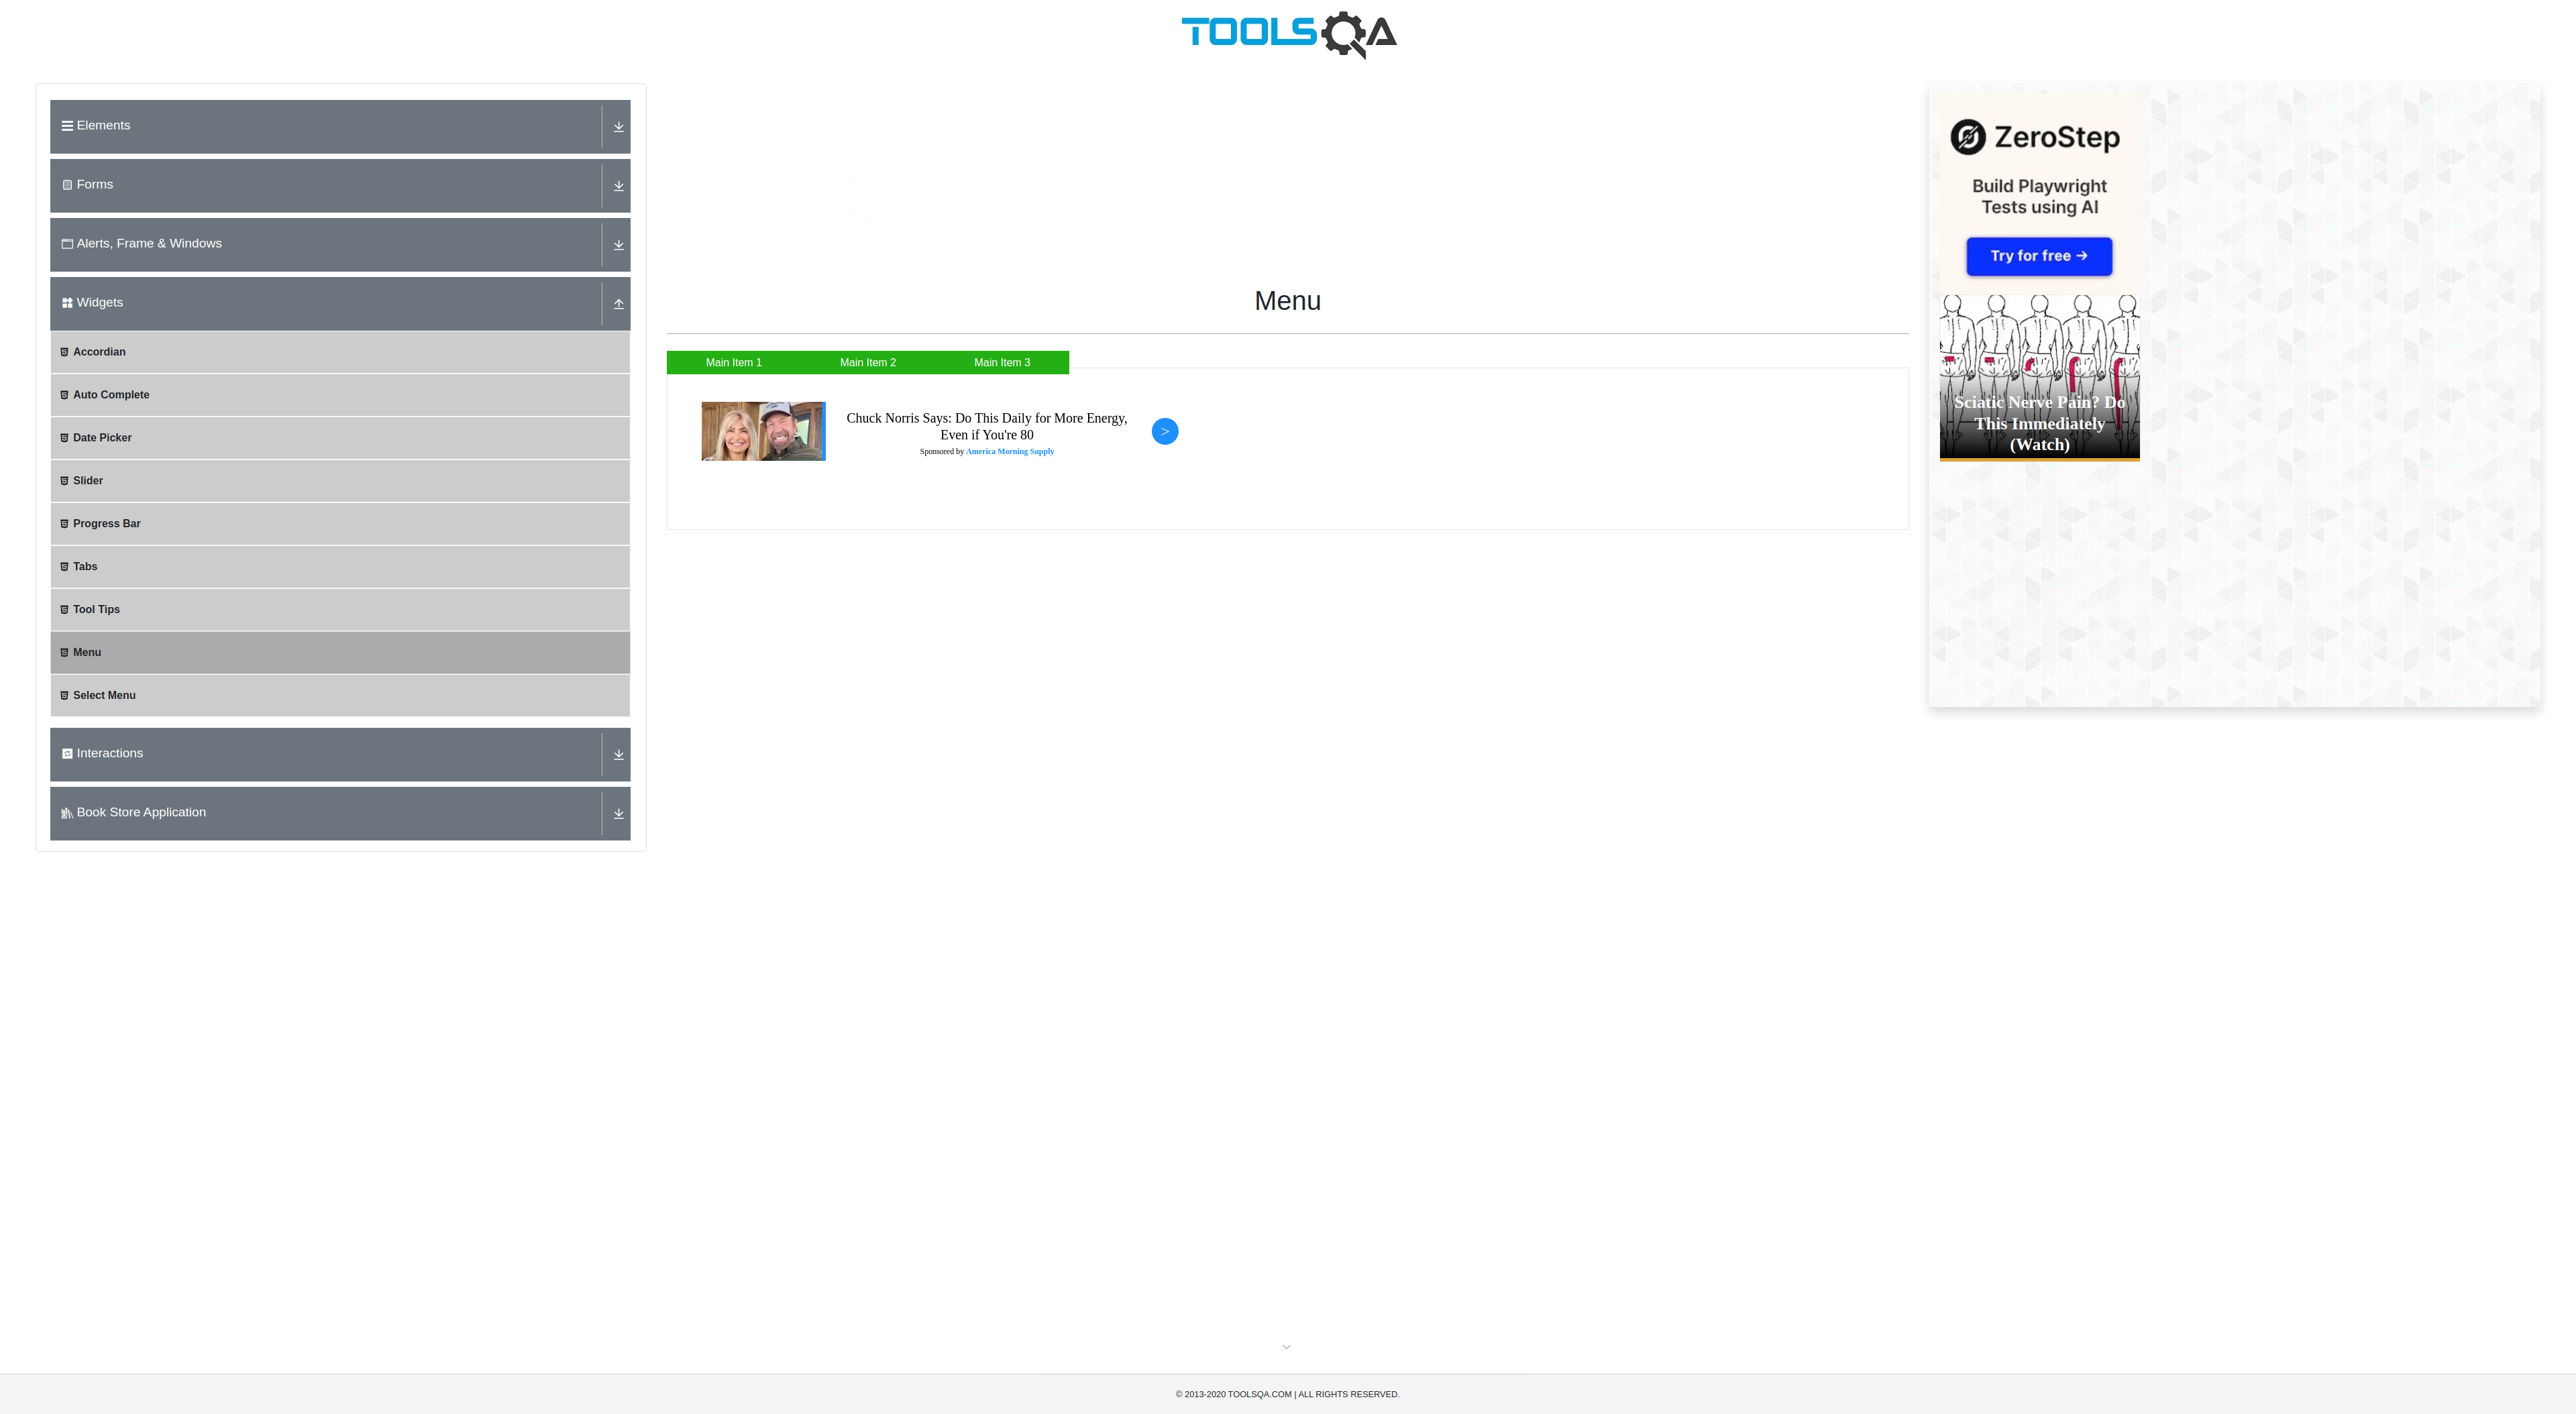 TOOLSQA
Elements
Forms
Alerts, Frame & Windows
Widgets
Accordian
Auto Complete
Date Picker
Slider
Progress Bar
Tabs
Tool Tips
Menu
Select Menu
Interactions
Book Store Application
Menu
Main Item 1
Main Item 2
Main Item 3
Chuck Norris Says: Do This Daily for More Energy,
Even if You're 80
Sponsored by America Morning Supply
>
ZeroStep
Build Playwright
Tests using AI
Try for free →
Sciatic Nerve Pain? Do
This Immediately
(Watch)
© 2013-2020 TOOLSQA.COM | ALL RIGHTS RESERVED.